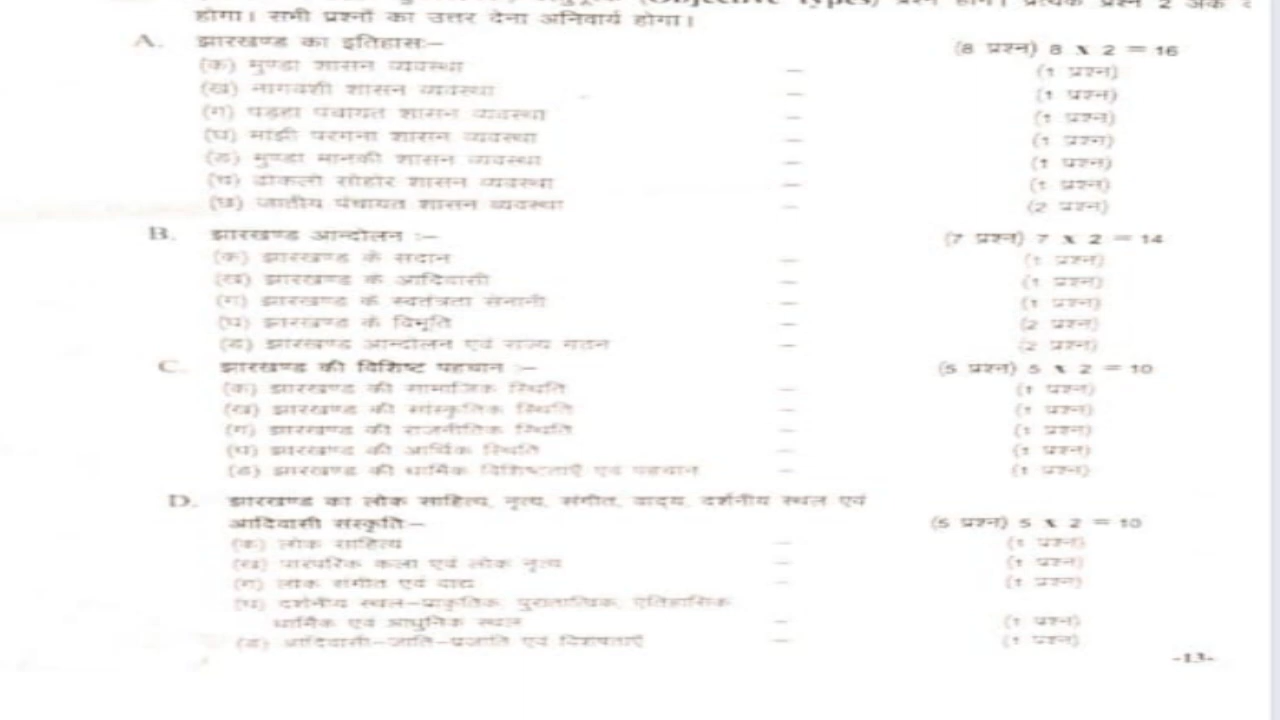 (Objective Types) प्रश्न होंगे। प्रत्येक प्रश्न 2 अंक
होगा। सभी प्रश्नों का उत्तर देना अनिवार्य होगा।
A. झारखण्ड का इतिहास:– (8 प्रश्न) 8 x 2 = 16
(क) मुण्डा शासन व्यवस्था – (1 प्रश्न)
(ख) नागवंशी शासन व्यवस्था – (1 प्रश्न)
(ग) पड़हा पंचायत शासन व्यवस्था – (1 प्रश्न)
(घ) मांझी परगना शासन व्यवस्था – (1 प्रश्न)
(ङ) मुण्डा मानकी शासन व्यवस्था – (1 प्रश्न)
(च) ढोकलो सोहोर शासन व्यवस्था – (1 प्रश्न)
(छ) जातीय पंचायत शासन व्यवस्था – (2 प्रश्न)
B. झारखण्ड आन्दोलन :– (7 प्रश्न) 7 x 2 = 14
(क) झारखण्ड के सदान – (1 प्रश्न)
(ख) झारखण्ड के आदिवासी – (1 प्रश्न)
(ग) झारखण्ड के स्वतंत्रता सेनानी – (1 प्रश्न)
(घ) झारखण्ड के विभूति – (2 प्रश्न)
(ङ) झारखण्ड आन्दोलन एवं राज्य गठन – (2 प्रश्न)
C. झारखण्ड की विशिष्ट पहचान :– (5 प्रश्न) 5 x 2 = 10
(क) झारखण्ड की सामाजिक स्थिति – (1 प्रश्न)
(ख) झारखण्ड की सांस्कृतिक स्थिति – (1 प्रश्न)
(ग) झारखण्ड की राजनीतिक स्थिति – (1 प्रश्न)
(घ) झारखण्ड की आर्थिक स्थिति – (1 प्रश्न)
(ङ) झारखण्ड की धार्मिक विशिष्टताएँ एवं पहचान – (1 प्रश्न)
D. झारखण्ड का लोक साहित्य, नृत्य, संगीत, वाद्य, दर्शनीय स्थल एवं
आदिवासी संस्कृति– (5 प्रश्न) 5 x 2 = 10
(क) लोक साहित्य – (1 प्रश्न)
(ख) पारंपरिक कला एवं लोक नृत्य – (1 प्रश्न)
(ग) लोक संगीत एवं वाद्य – (1 प्रश्न)
(घ) दर्शनीय स्थल–प्राकृतिक, पुरातात्विक, ऐतिहासिक
धार्मिक एवं आधुनिक स्थल – (1 प्रश्न)
(ङ) आदिवासी–जाति–प्रजाति एवं विशेषताएँ – (1 प्रश्न)
-13-